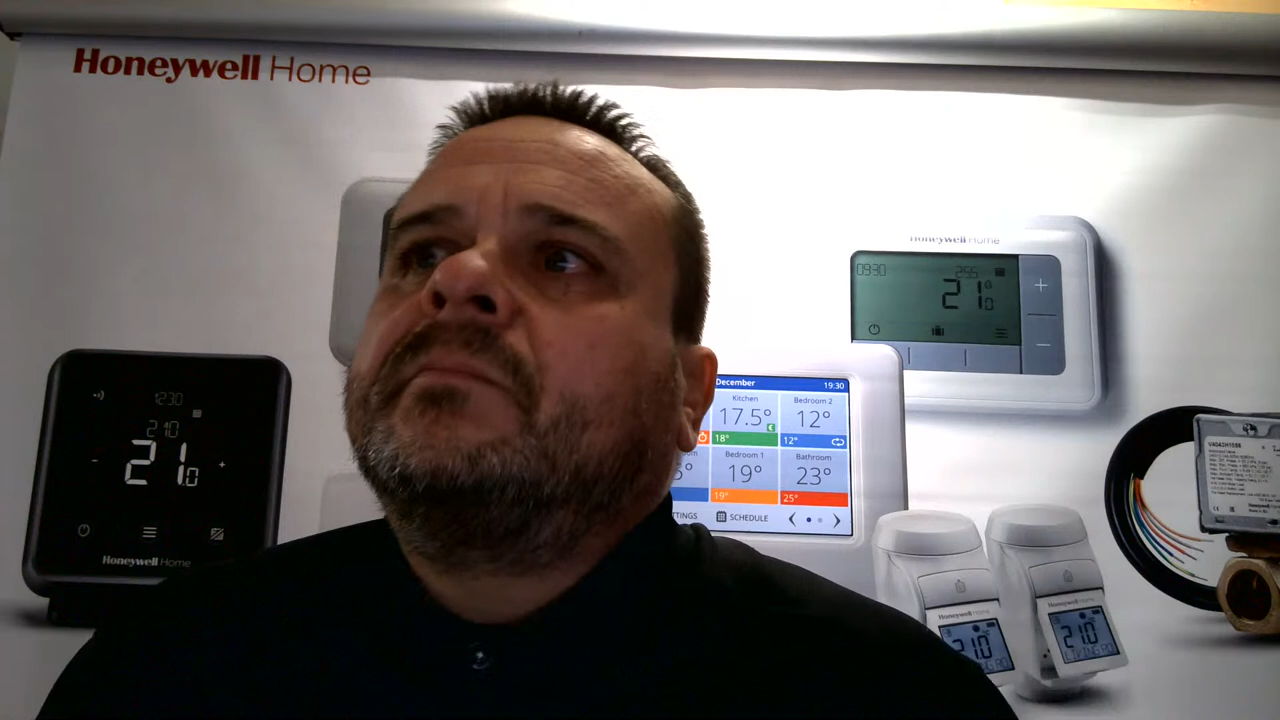 Honeywell Home
Honeywell Home
09:30
21
December 19:30
Kitchen
17.5°
18°
Bedroom 2
12°
12°
Bedroom 1
19°
19°
Bathroom
23°
25°
SCHEDULE
12:30
21.0
21.0
Honeywell Home
Honeywell Home
21.0
Honeywell Home
21.0
V4043H1056